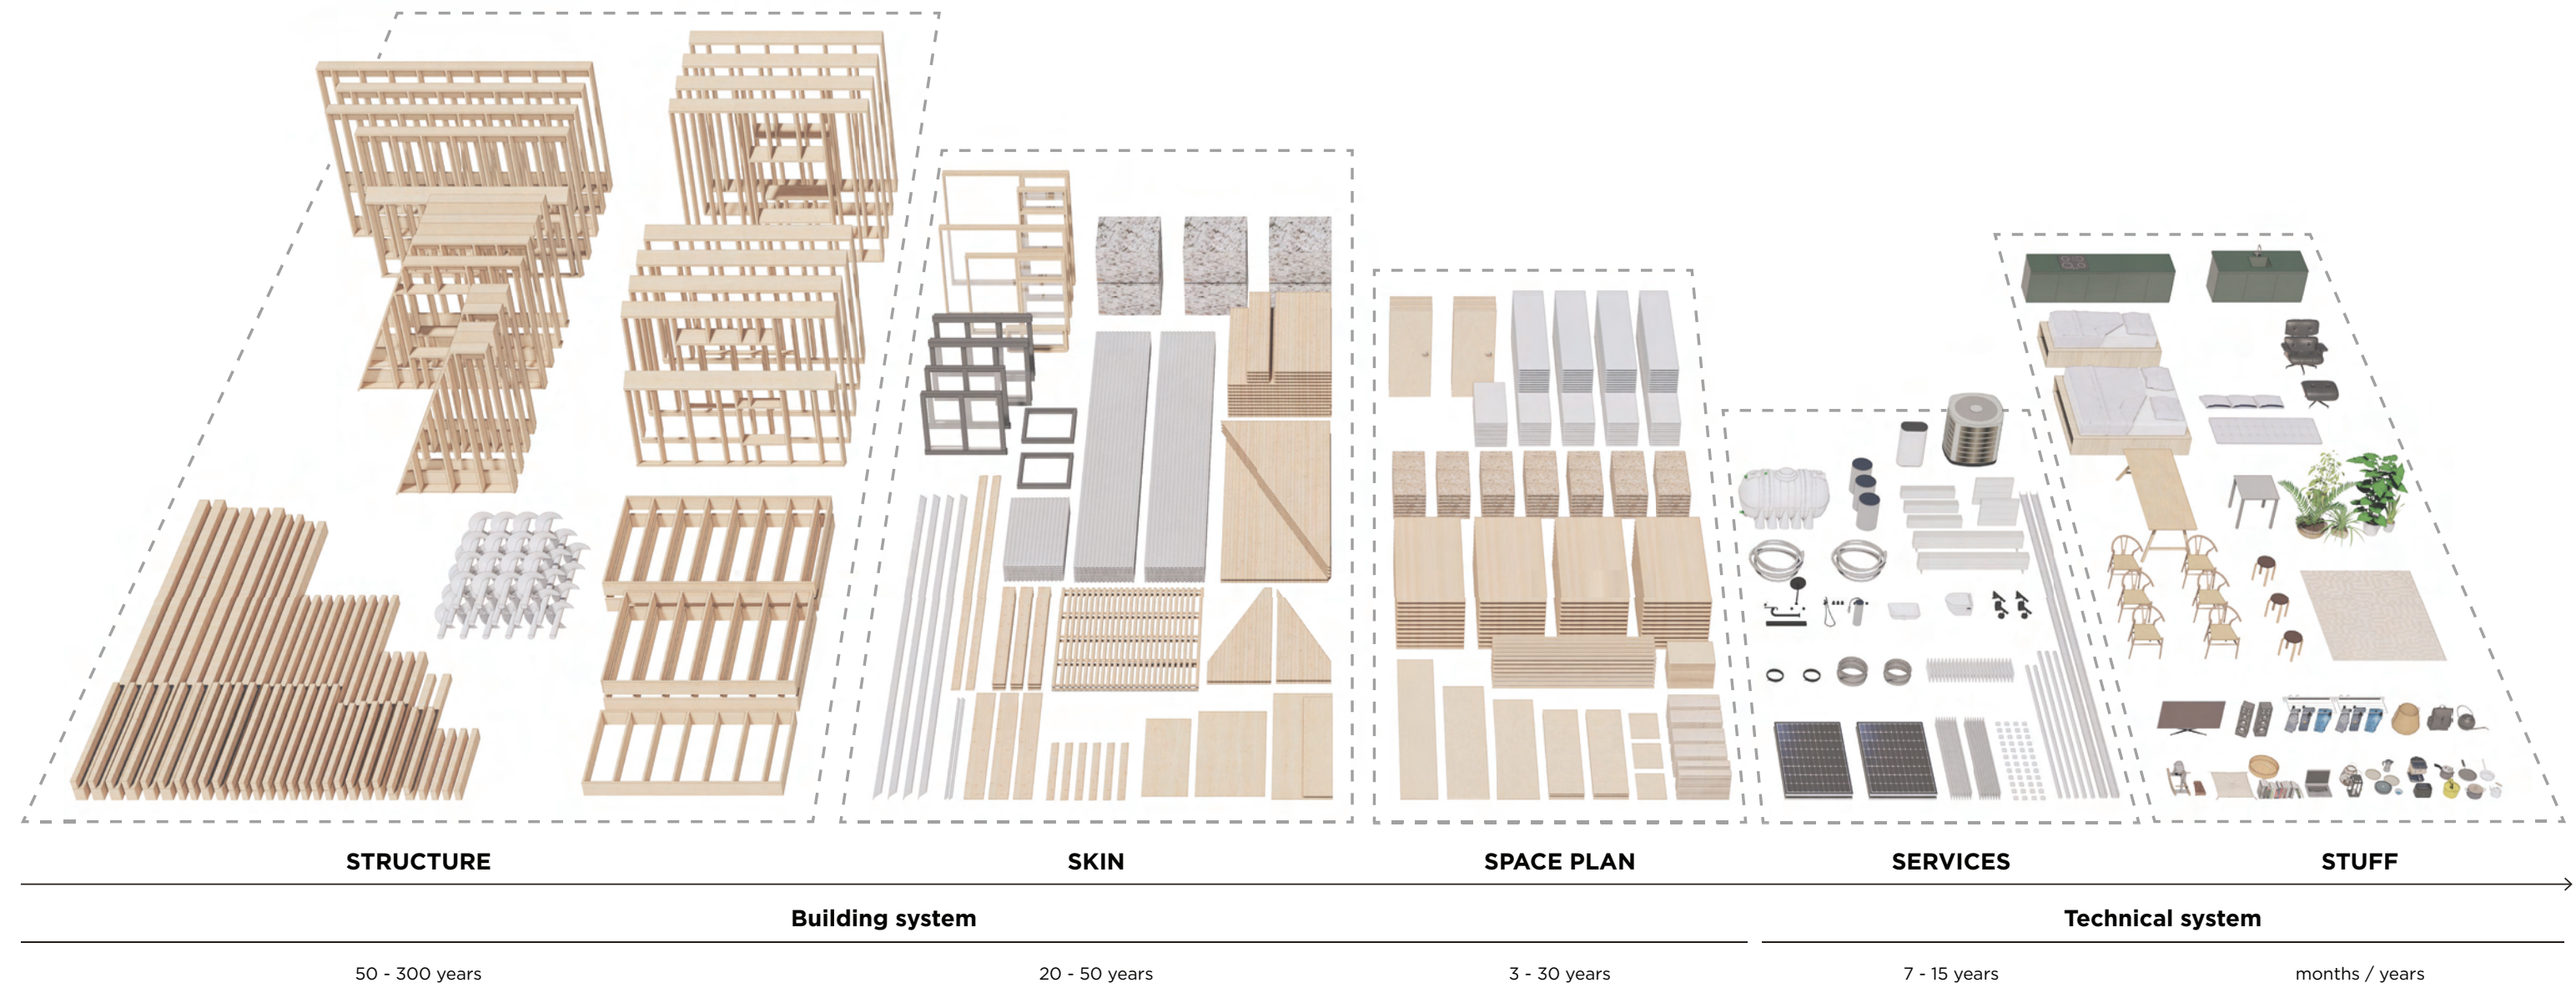 STRUCTURE
SKIN
SPACE PLAN
SERVICES
STUFF
Building system
Technical system
50 - 300 years
20 - 50 years
3 - 30 years
7 - 15 years
months / years